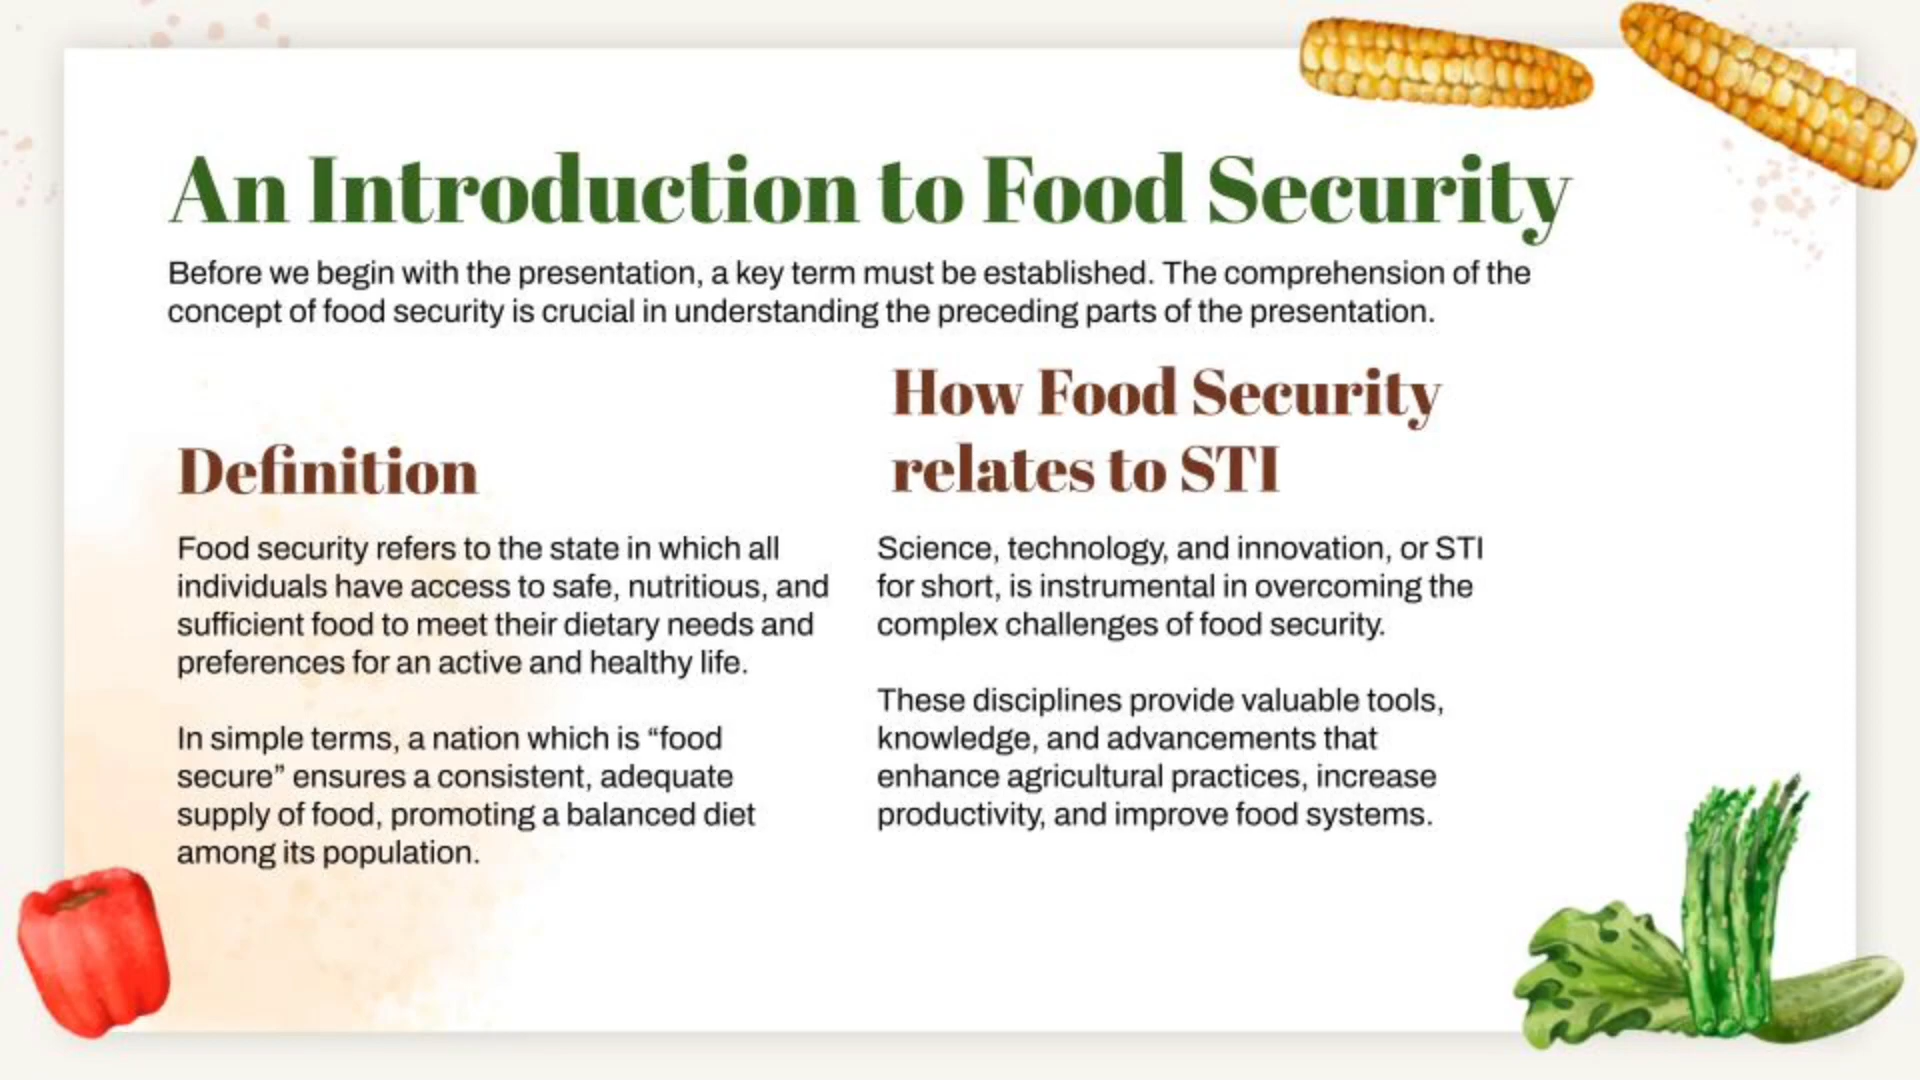 An Introduction to Food Security
Before we begin with the presentation, a key term must be established. The comprehension of the
concept of food security is crucial in understanding the preceding parts of the presentation.
Definition
Food security refers to the state in which all
individuals have access to safe, nutritious, and
sufficient food to meet their dietary needs and
preferences for an active and healthy life.
In simple terms, a nation which is “food
secure” ensures a consistent, adequate
supply of food, promoting a balanced diet
among its population.
How Food Security
relates to STI
Science, technology, and innovation, or STI
for short, is instrumental in overcoming the
complex challenges of food security.
These disciplines provide valuable tools,
knowledge, and advancements that
enhance agricultural practices, increase
productivity, and improve food systems.